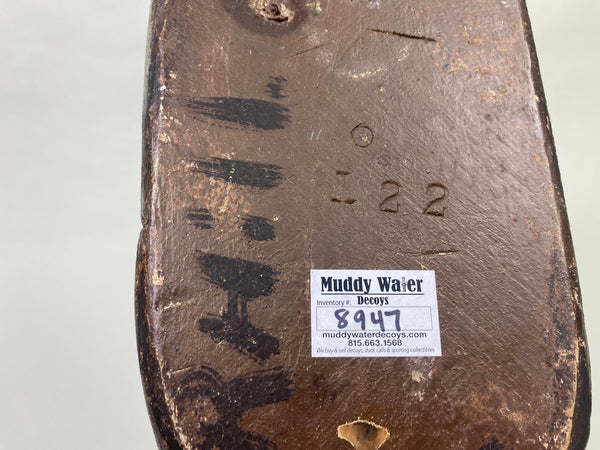 I 22
Muddy Water
Inventory #: Decoys
8947
muddywaterdecoys.com
815.663.1568
We buy & sell decoys, duck calls & sporting collectibles